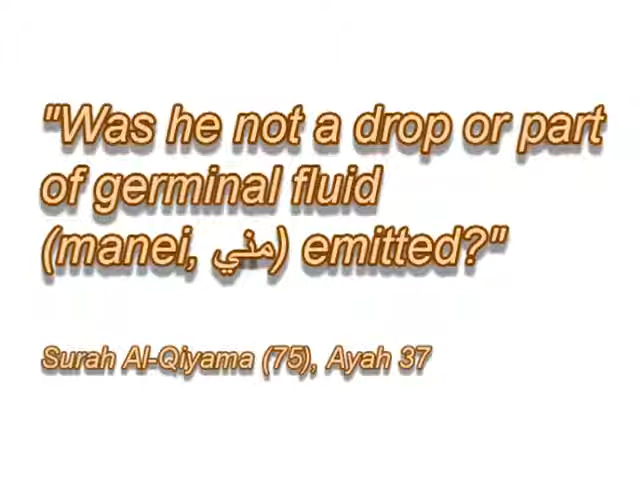 "Was he not a drop or part
of germinal fluid
(manei, مني) emitted?"
Surah Al-Qiyama (75), Ayah 37